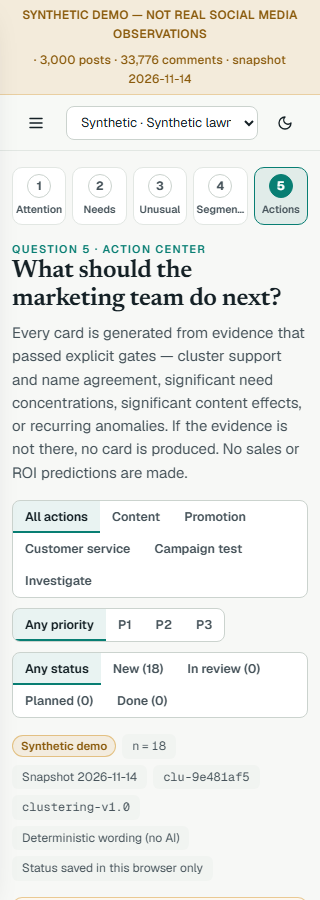 SYNTHETIC DEMO — NOT REAL SOCIAL MEDIA
OBSERVATIONS
· 3,000 posts · 33,776 comments · snapshot
2026-11-14
Synthetic · Synthetic lawr
1
Attention
2
Needs
3
Unusual
4
Segmen...
5
Actions
QUESTION 5 · ACTION CENTER
What should the
marketing team do next?
Every card is generated from evidence that
passed explicit gates — cluster support
and name agreement, significant need
concentrations, significant content effects,
or recurring anomalies. If the evidence is
not there, no card is produced. No sales or
ROI predictions are made.
All actions Content Promotion
Customer service Campaign test
Investigate
Any priority P1 P2 P3
Any status New (18) In review (0)
Planned (0) Done (0)
Synthetic demo n = 18
Snapshot 2026-11-14 clu-9e481af5
clustering-v1.0
Deterministic wording (no AI)
Status saved in this browser only